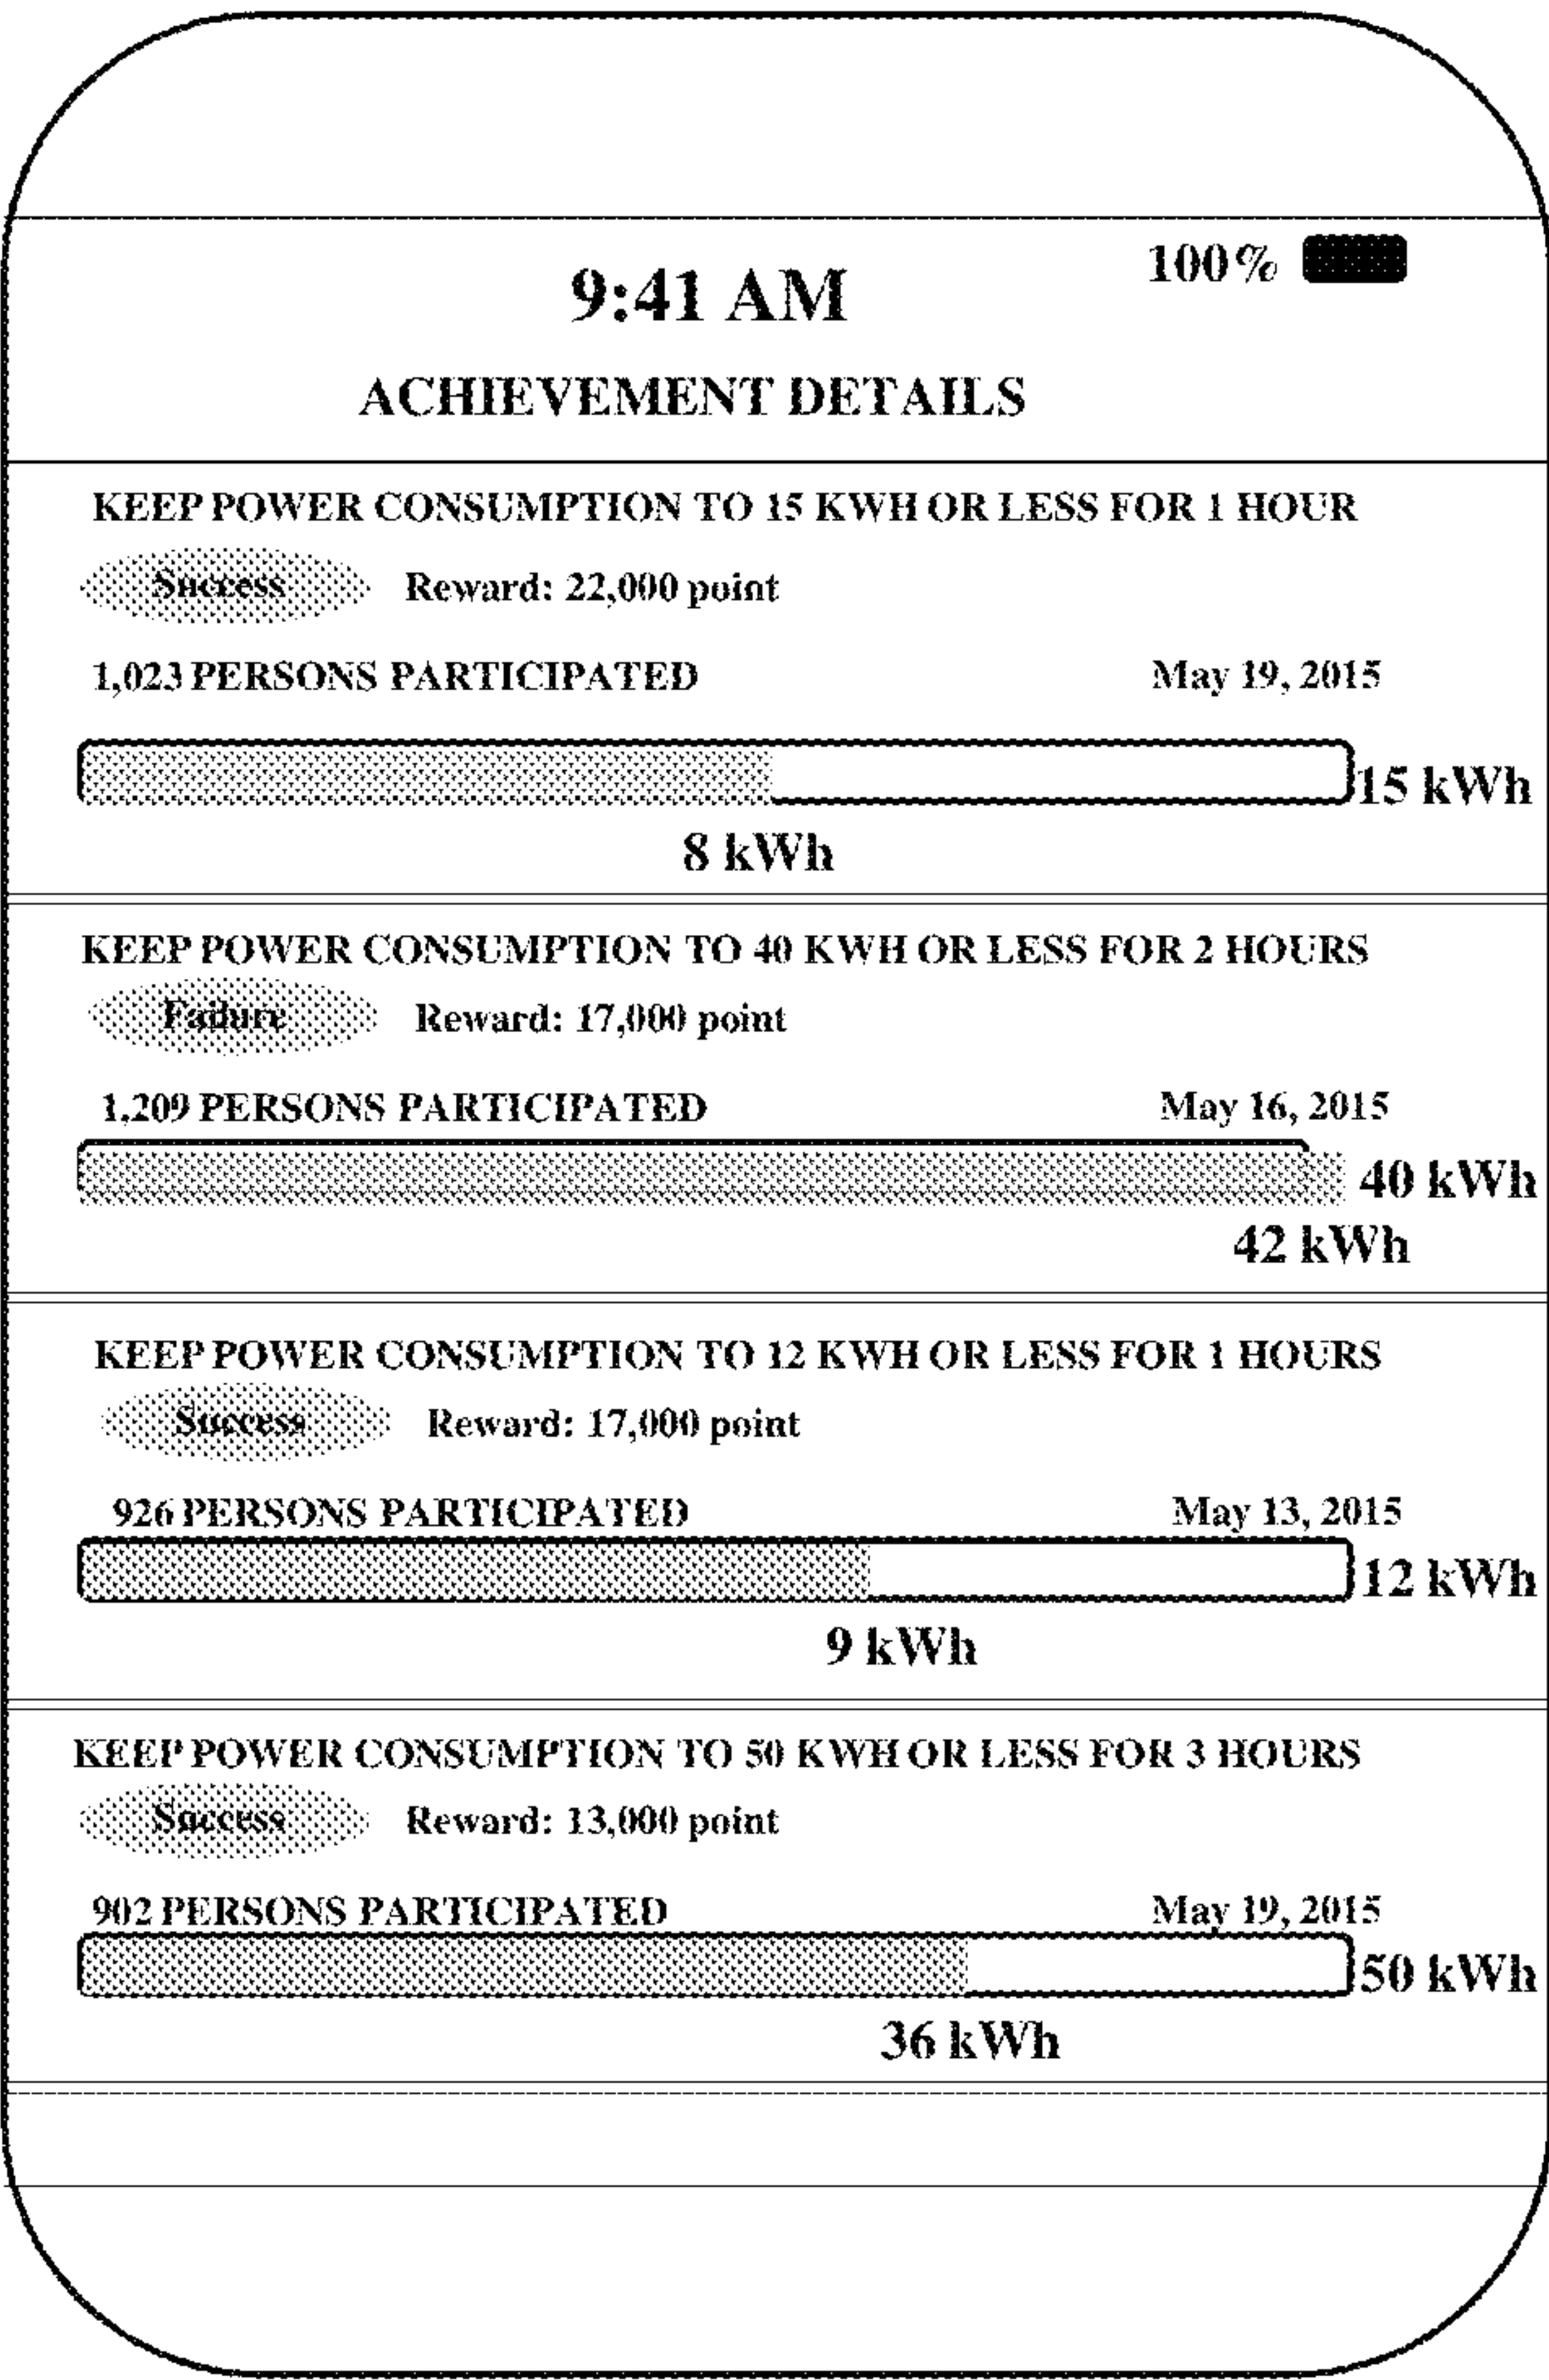 100%
9:41 AM
ACHIEVEMENT DETAILS
KEEP POWER CONSUMPTION TO 15 KWH OR LESS FOR 1 HOUR
Success Reward: 22,000 point
1,023 PERSONS PARTICIPATED May 19, 2015
15 kWh
8 kWh
KEEP POWER CONSUMPTION TO 40 KWH OR LESS FOR 2 HOURS
Failure Reward: 17,000 point
1,209 PERSONS PARTICIPATED May 16, 2015
40 kWh
42 kWh
KEEP POWER CONSUMPTION TO 12 KWH OR LESS FOR 1 HOURS
Success Reward: 17,000 point
926 PERSONS PARTICIPATED May 13, 2015
12 kWh
9 kWh
KEEP POWER CONSUMPTION TO 50 KWH OR LESS FOR 3 HOURS
Success Reward: 13,000 point
902 PERSONS PARTICIPATED May 19, 2015
50 kWh
36 kWh